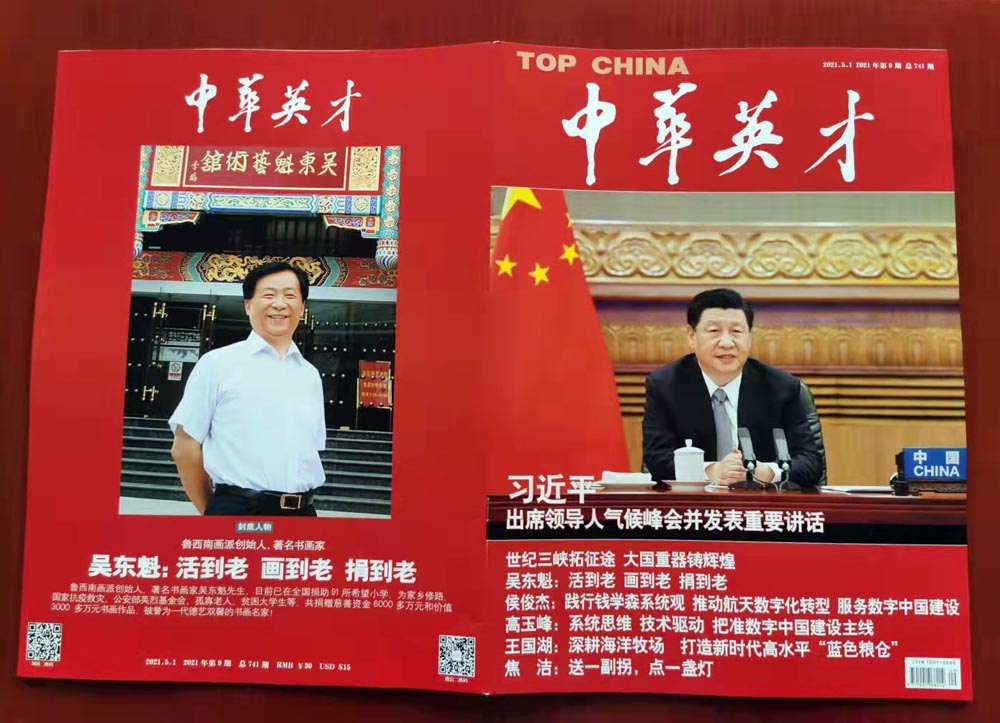 中华英才
吴東魁藝術館
封底人物
鲁西南画派创始人、著名书画家
吴东魁：活到老 画到老 捐到老
鲁西南画派创始人、著名书画家吴东魁先生，目前已在全国捐助91所希望小学，为家乡修路、
国家抗疫救灾、公安部英烈基金会、孤寡老人、贫困大学生等，共捐赠慈善资金6000多万元和价值
3000 多万元书画作品，被誉为一代德艺双馨的书画名家！
2021.5.1 2021年第9期 总741期 RMB ￥30 USD $15
TOP CHINA
2021.5.1 2021年第9期 总741期
中华英才
中国
CHINA
习近平
出席领导人气候峰会并发表重要讲话
世纪三峡拓征途 大国重器铸辉煌
吴东魁：活到老 画到老 捐到老
侯俊杰：践行钱学森系统观 推动航天数字化转型 服务数字中国建设
高玉峰：系统思维 技术驱动 把准数字中国建设主线
王国湖：深耕海洋牧场 打造新时代高水平“蓝色粮仓”
焦 洁：送一副拐，点一盏灯